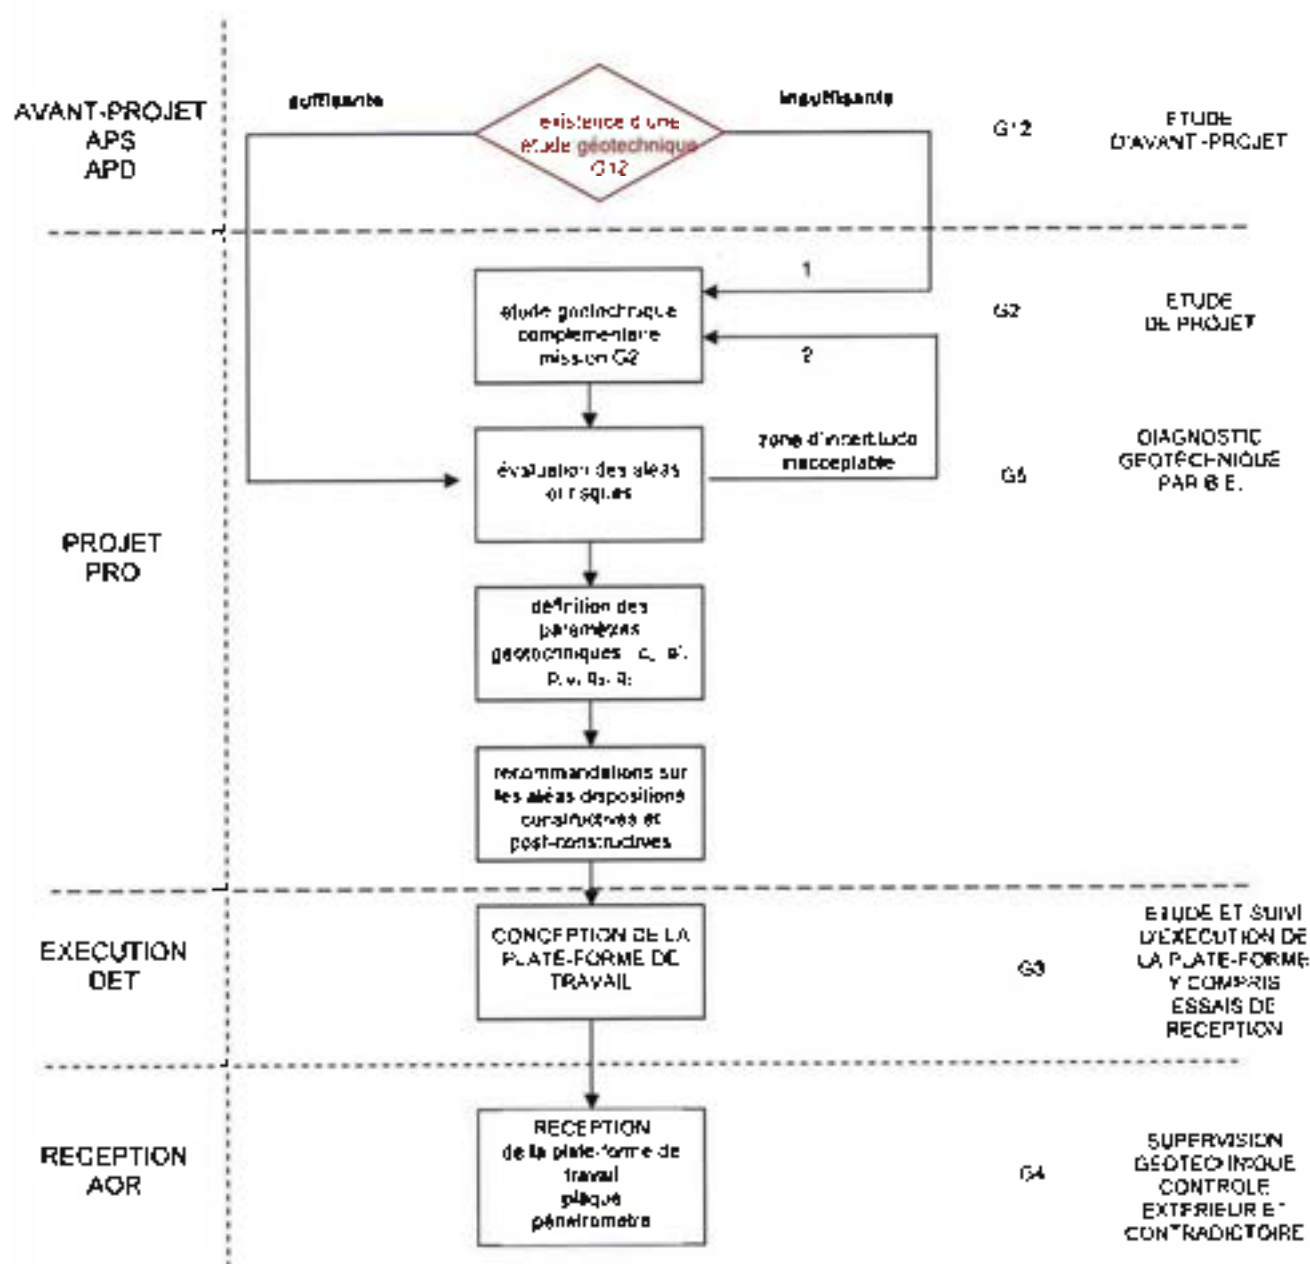 AVANT-PROJET
APS
APD
suffisante
existence d'une
étude géotechnique
G12
insuffisante
G12
ETUDE
D'AVANT-PROJET
PROJET
PRO
étude géotechnique
complémentaire
mission G2
1
2
G2
ETUDE
DE PROJET
évaluation des aléas
et risques
zone d'incertitude
inacceptable
G5
DIAGNOSTIC
GEOTECHNIQUE
PAR B.E.
définition des
paramètres
géotechniques
recommandations sur
les aléas dispositions
constructives et
post-constructives
EXECUTION
DET
CONCEPTION DE LA
PLATE-FORME DE
TRAVAIL
G3
ETUDE ET SUIVI
D'EXECUTION DE
LA PLATE-FORME
Y COMPRIS
ESSAIS DE
RECEPTION
RECEPTION
AOR
RECEPTION
de la plate-forme de
travail
plaque
pénétromètre
G4
SUPERVISION
GEOTECHNIQUE
CONTROLE
EXTERIEUR ET
CONTRADICTOIRE